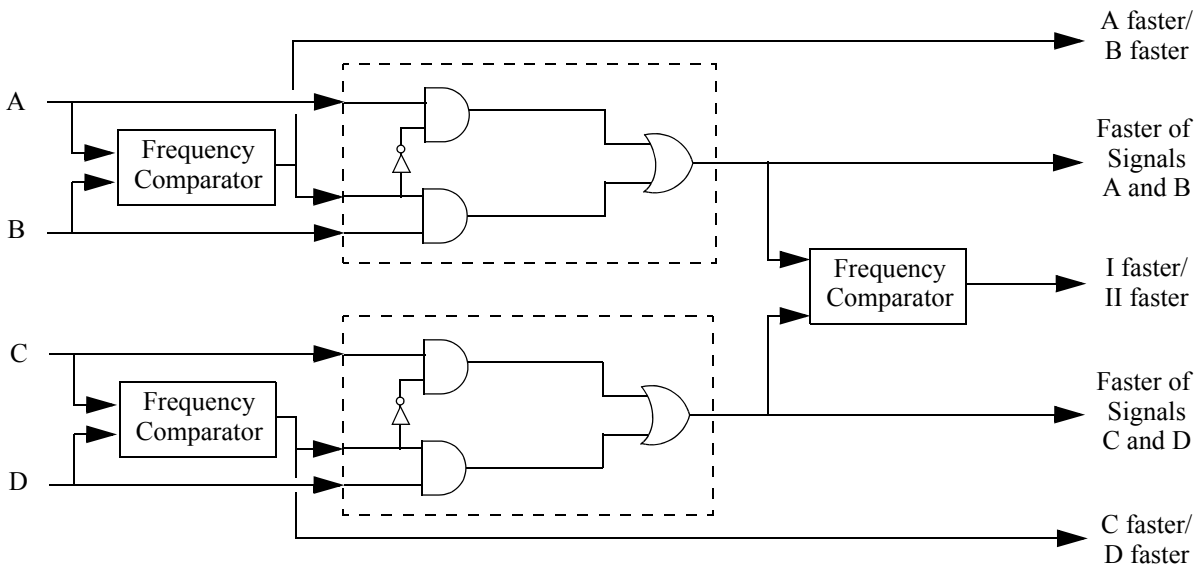 A faster/
B faster
A
Frequency
Comparator
B
Faster of
Signals
A and B
Frequency
Comparator
I faster/
II faster
C
Frequency
Comparator
D
Faster of
Signals
C and D
C faster/
D faster